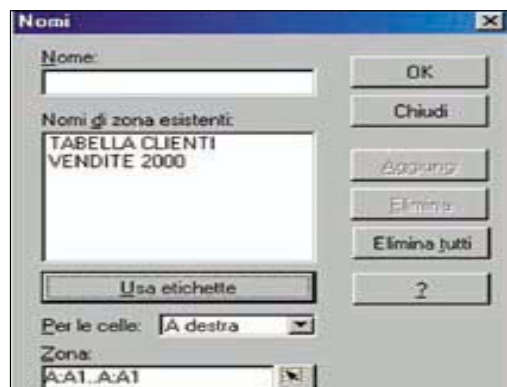 Nomi
Nome:
OK
Chiudi
Nomi di zona esistenti:
TABELLA CLIENTI
VENDITE 2000
Aggiungi
Elimina
Elimina tutti
Usa etichette
?
Per le celle: A destra
Zona:
A:A1..A:A1